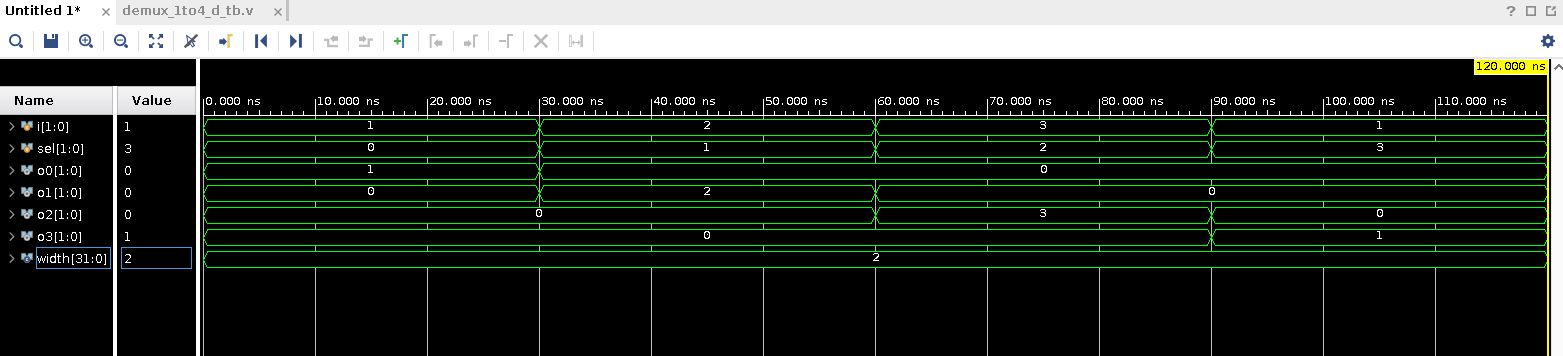 Untitled 1* × demux_1to4_d_tb.v ×
?
120.000 ns
Name Value 0.000 ns 10.000 ns 20.000 ns 30.000 ns 40.000 ns 50.000 ns 60.000 ns 70.000 ns 80.000 ns 90.000 ns 100.000 ns 110.000 ns
i[1:0] 1 1 2 3 1
sel[1:0] 3 0 1 2 3
o0[1:0] 0 1 0
o1[1:0] 0 0 2 0
o2[1:0] 0 0 3 0
o3[1:0] 1 0 1
width[31:0] 2 2